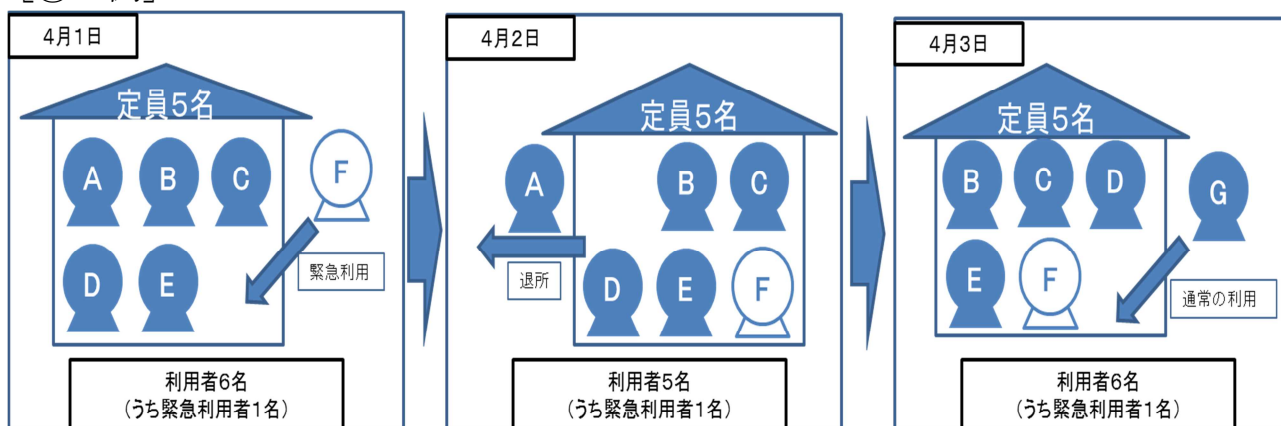 4月1日
定員5名
A
B
C
F
D
E
緊急利用
利用者6名
(うち緊急利用者1名)
4月2日
定員5名
A
B
C
退所
D
E
F
利用者5名
(うち緊急利用者1名)
4月3日
定員5名
B
C
D
G
E
F
通常の利用
利用者6名
(うち緊急利用者1名)